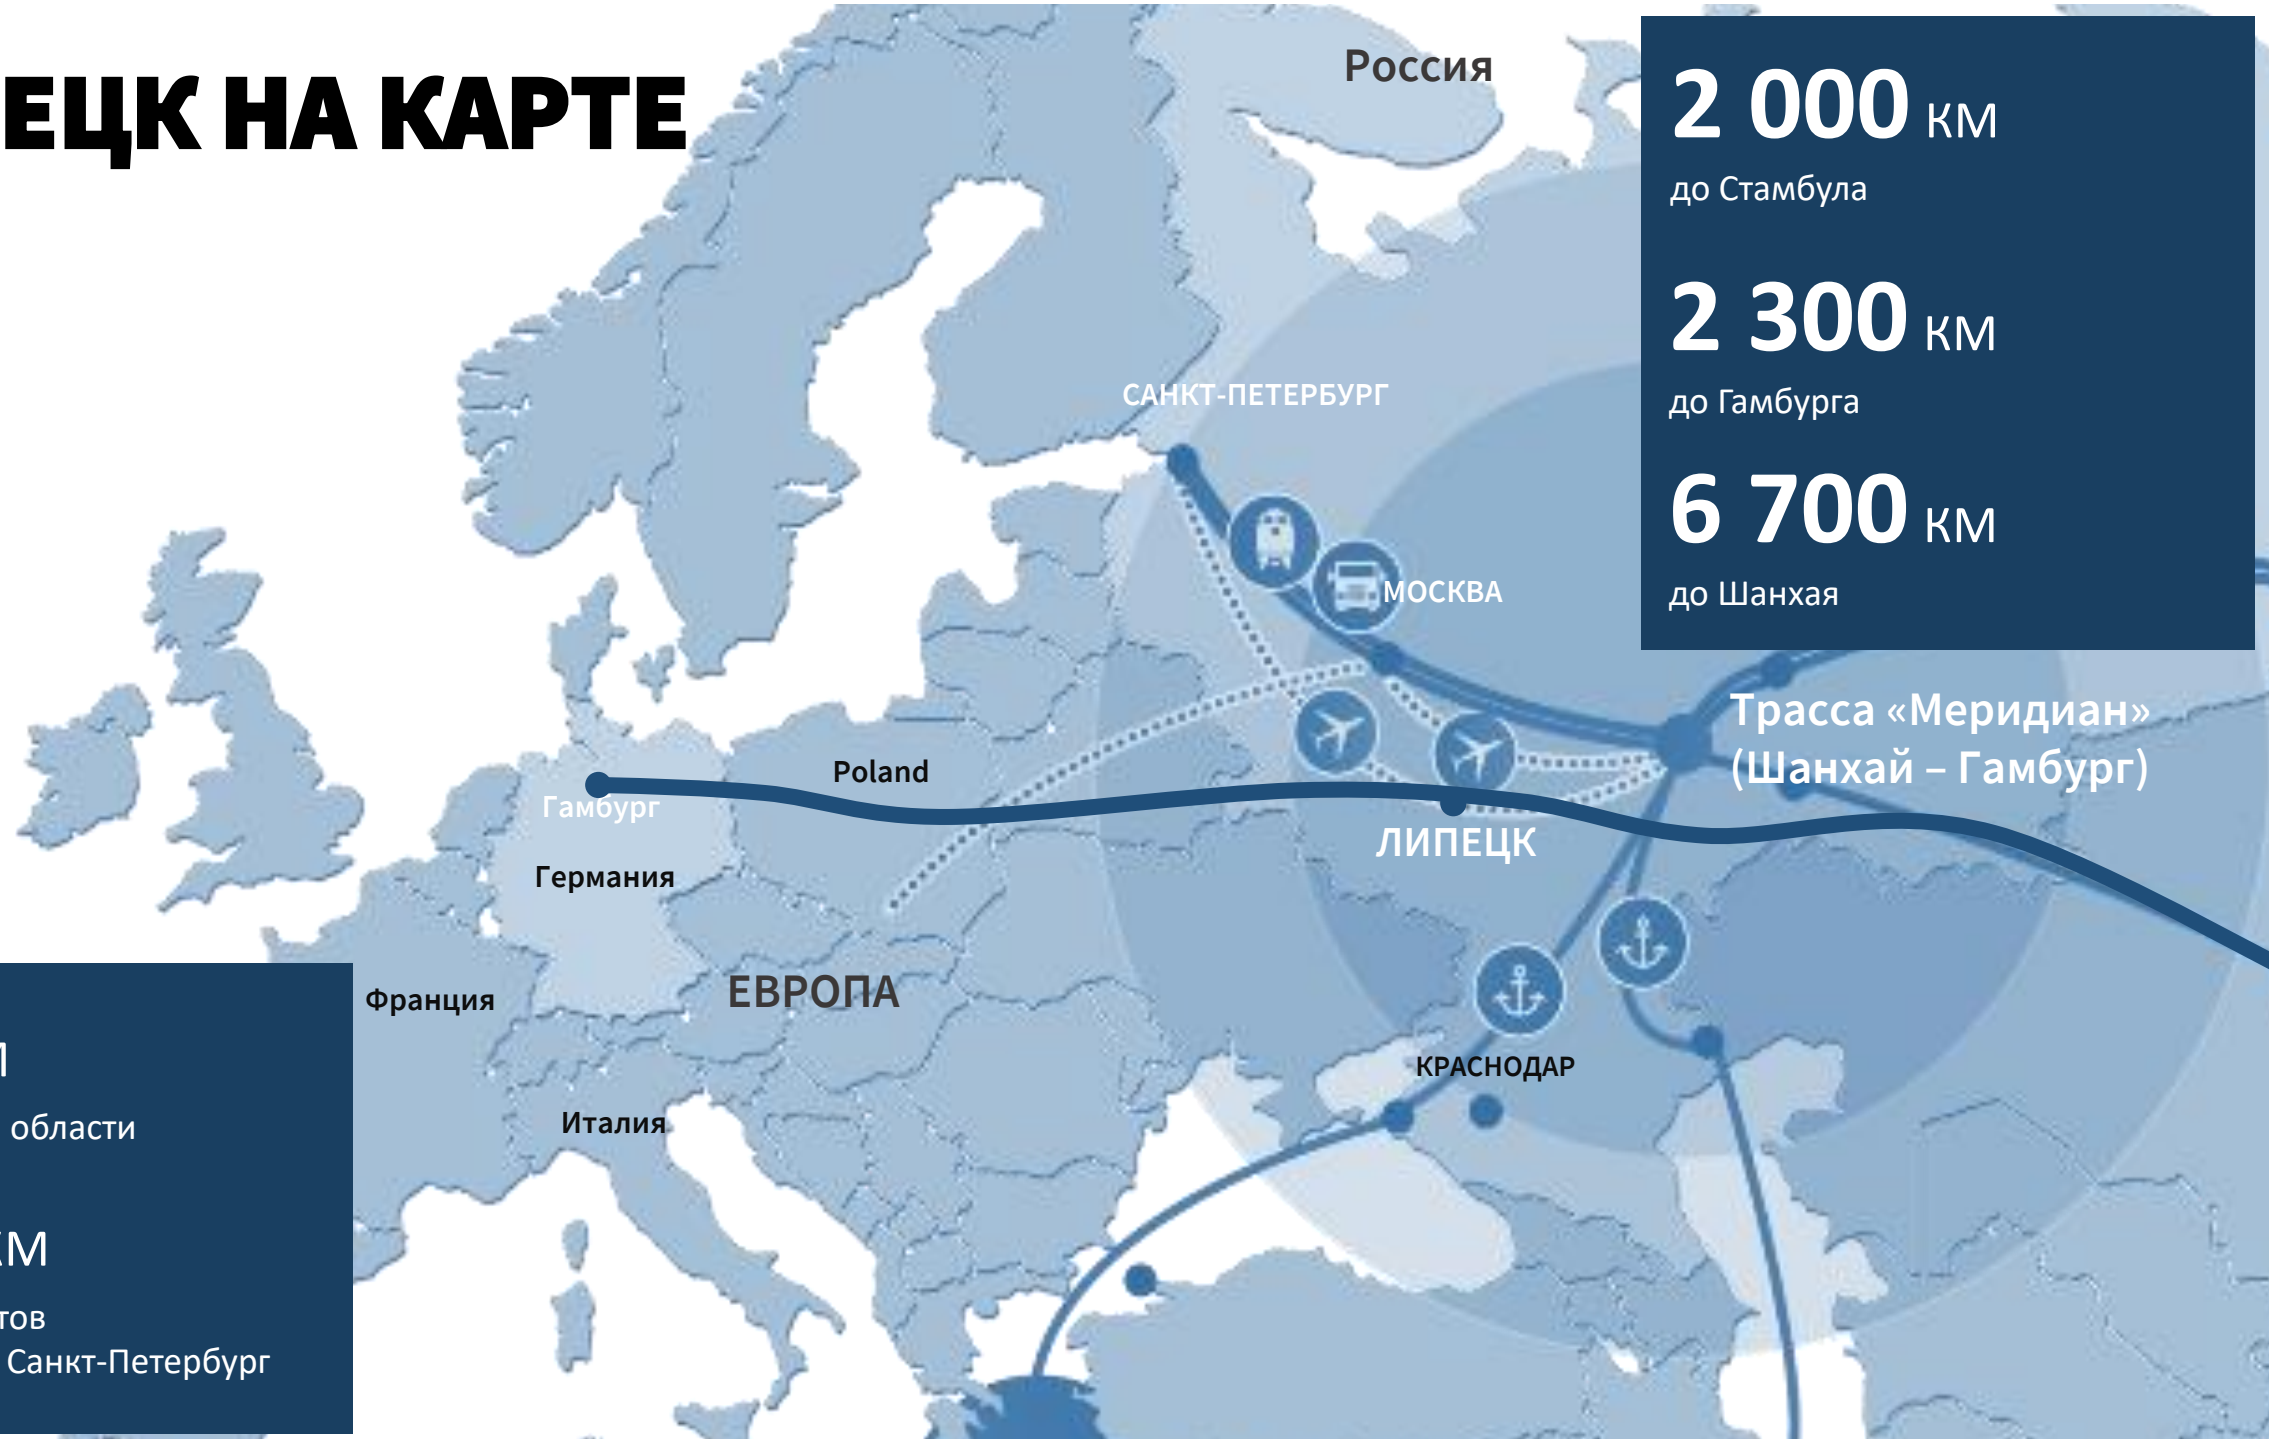 ЕЦК НА КАРТЕ
Россия
2 000 км
до Стамбула
2 300 км
до Гамбурга
6 700 км
до Шанхая
САНКТ-ПЕТЕРБУРГ
МОСКВА
Трасса «Меридиан»
(Шанхай – Гамбург)
Poland
Гамбург
ЛИПЕЦК
Германия
ЕВРОПА
Франция
КРАСНОДАР
Италия
области
км
тов
Санкт-Петербург